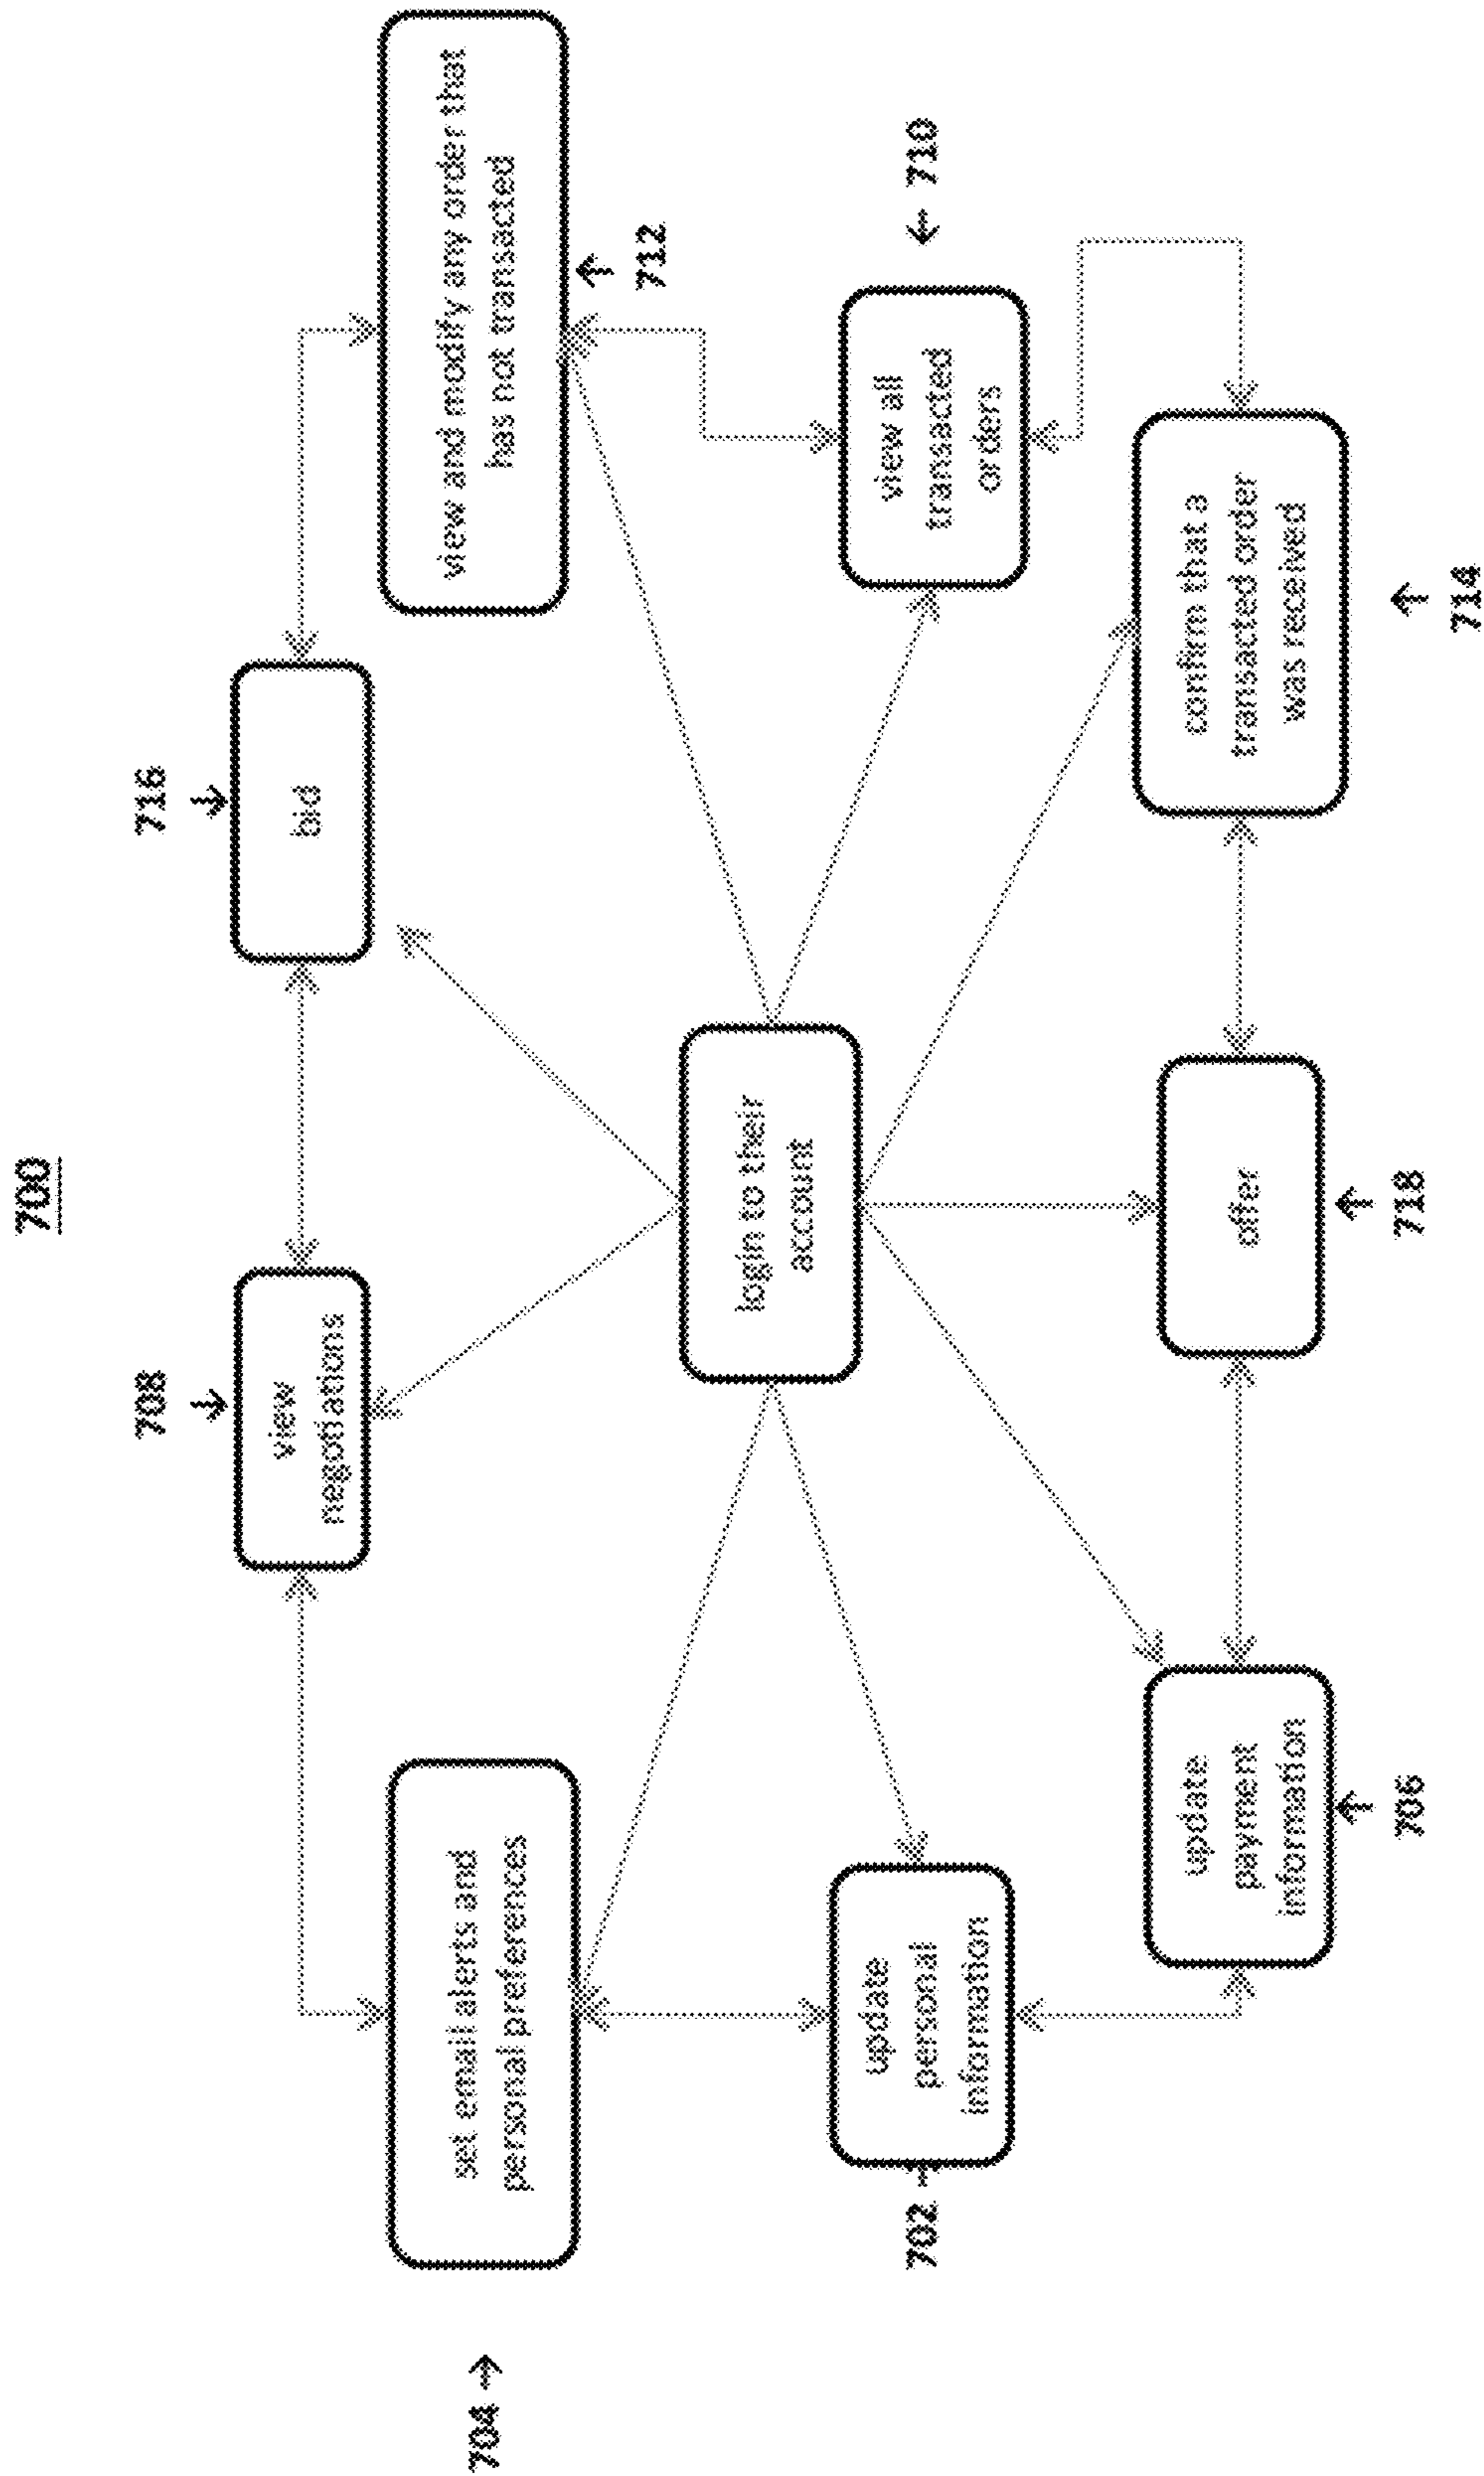 700
708
716
view
negotiations
bid
704
set email alerts and
personal preferences
view and modify any order that
has not transacted
712
login to their
account
702
update
personal
information
view all
transacted
orders
710
update
payment
information
706
offer
718
confirm that a
transacted order
was received
714